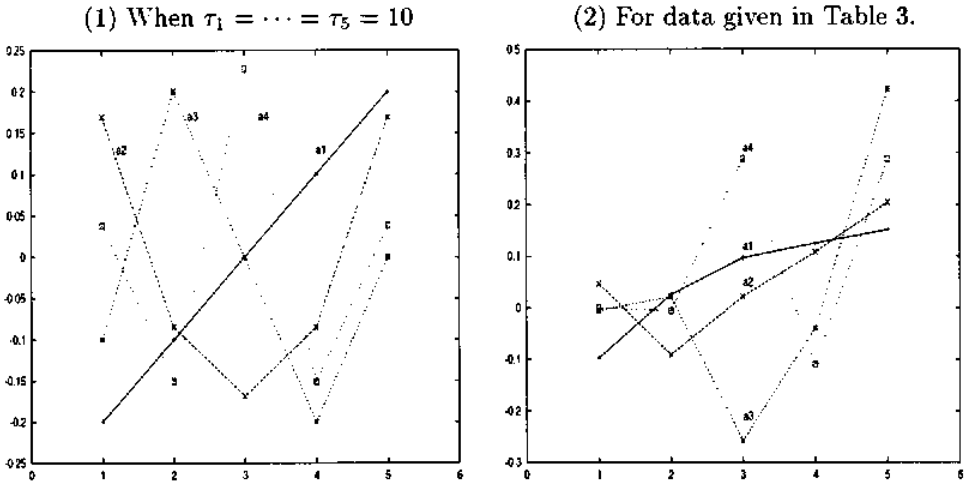 (1) When τ₁ = ⋯ = τ₅ = 10
0.25
0.2
0.15
0.1
0.05
0
-0.05
-0.1
-0.15
-0.2
-0.25
0 1 2 3 4 5 6
a2
a3
a4
a1
(2) For data given in Table 3.
0.5
0.4
0.3
0.2
0.1
0
-0.1
-0.2
-0.3
0 1 2 3 4 5 6
a4
a1
a2
a3